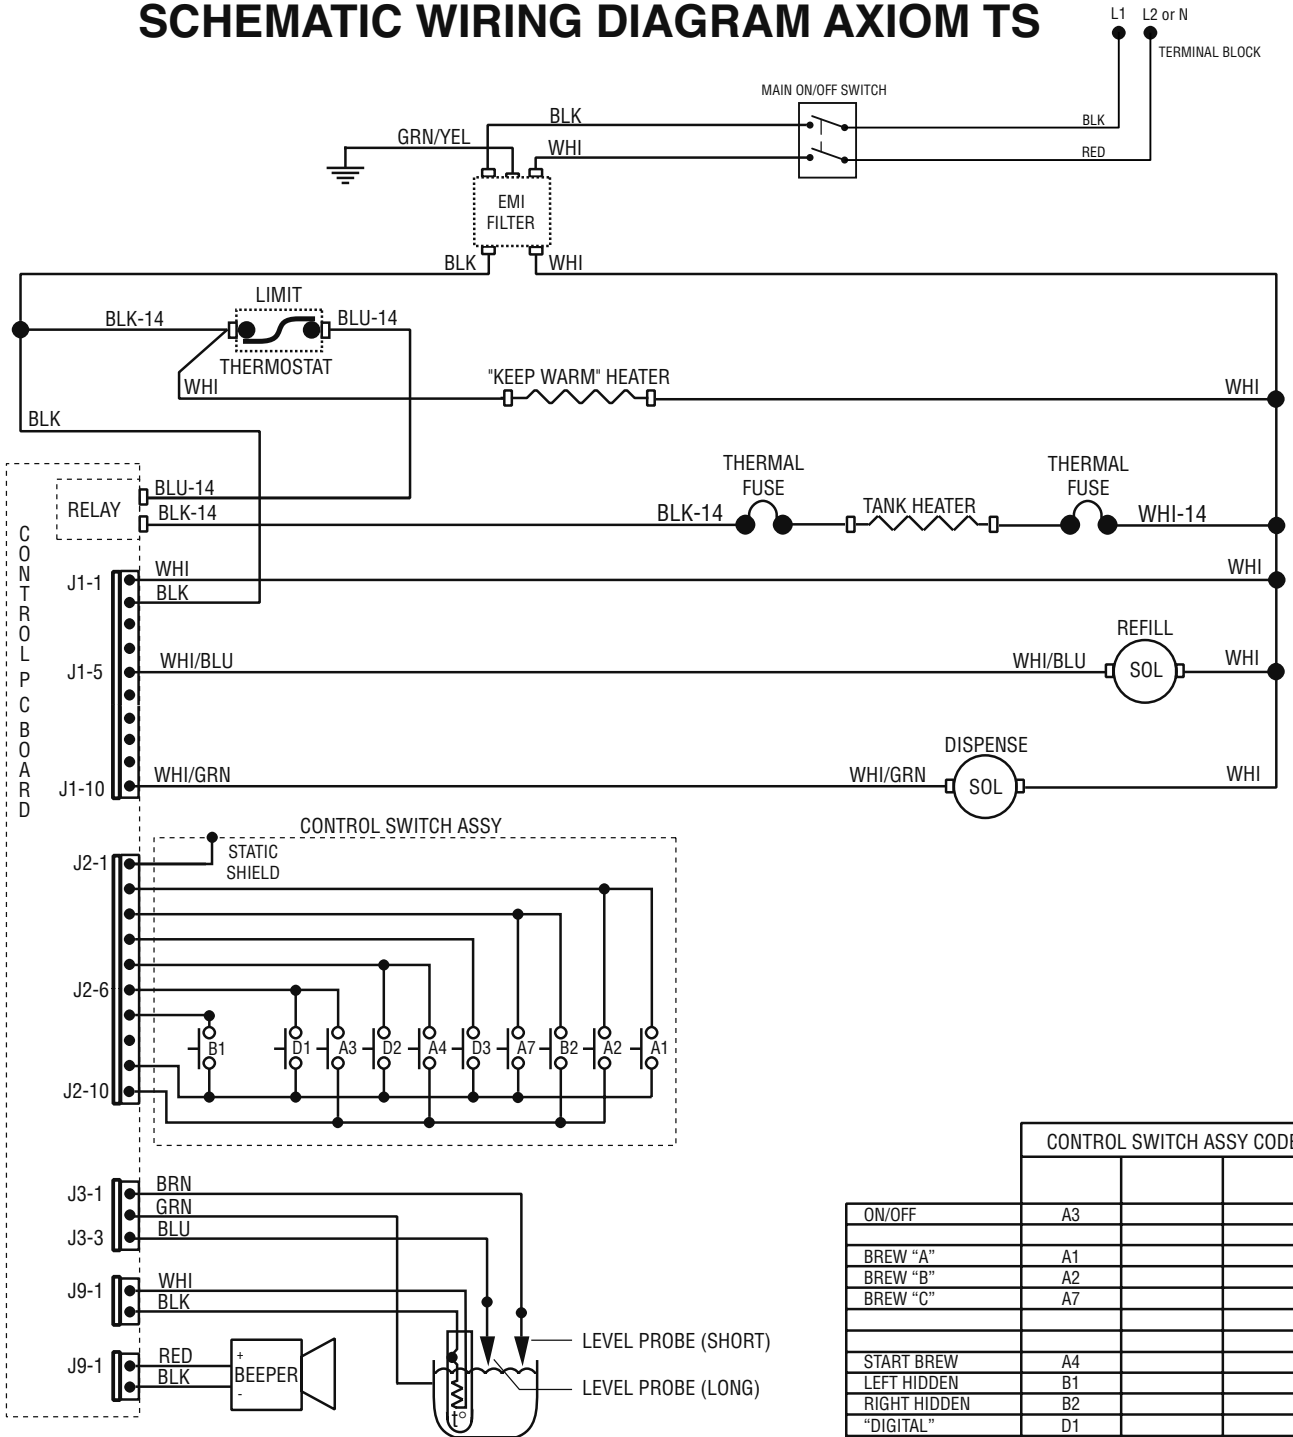 SCHEMATIC WIRING DIAGRAM AXIOM TS
L1 L2 or N
TERMINAL BLOCK
MAIN ON/OFF SWITCH
BLK
BLK
GRN/YEL
WHI
RED
EMI
FILTER
BLK
WHI
LIMIT
BLK-14
BLU-14
THERMOSTAT
WHI
"KEEP WARM" HEATER
WHI
BLK
THERMAL
FUSE
THERMAL
FUSE
RELAY
BLU-14
BLK-14
BLK-14
TANK HEATER
WHI-14
CONTROL P C BOARD
J1-1
WHI
WHI
BLK
REFILL
J1-5
WHI/BLU
WHI/BLU
SOL
WHI
DISPENSE
J1-10
WHI/GRN
WHI/GRN
SOL
WHI
CONTROL SWITCH ASSY
J2-1
STATIC
SHIELD
J2-6
B1 D1 A3 D2 A4 D3 A7 B2 A2 A1
J2-10
J3-1
BRN
GRN
J3-3
BLU
J9-1
WHI
BLK
LEVEL PROBE (SHORT)
J9-1
RED
BLK
+
BEEPER
-
LEVEL PROBE (LONG)
t°
CONTROL SWITCH ASSY CODE
ON/OFF A3
BREW “A” A1
BREW “B” A2
BREW “C” A7
START BREW A4
LEFT HIDDEN B1
RIGHT HIDDEN B2
“DIGITAL” D1